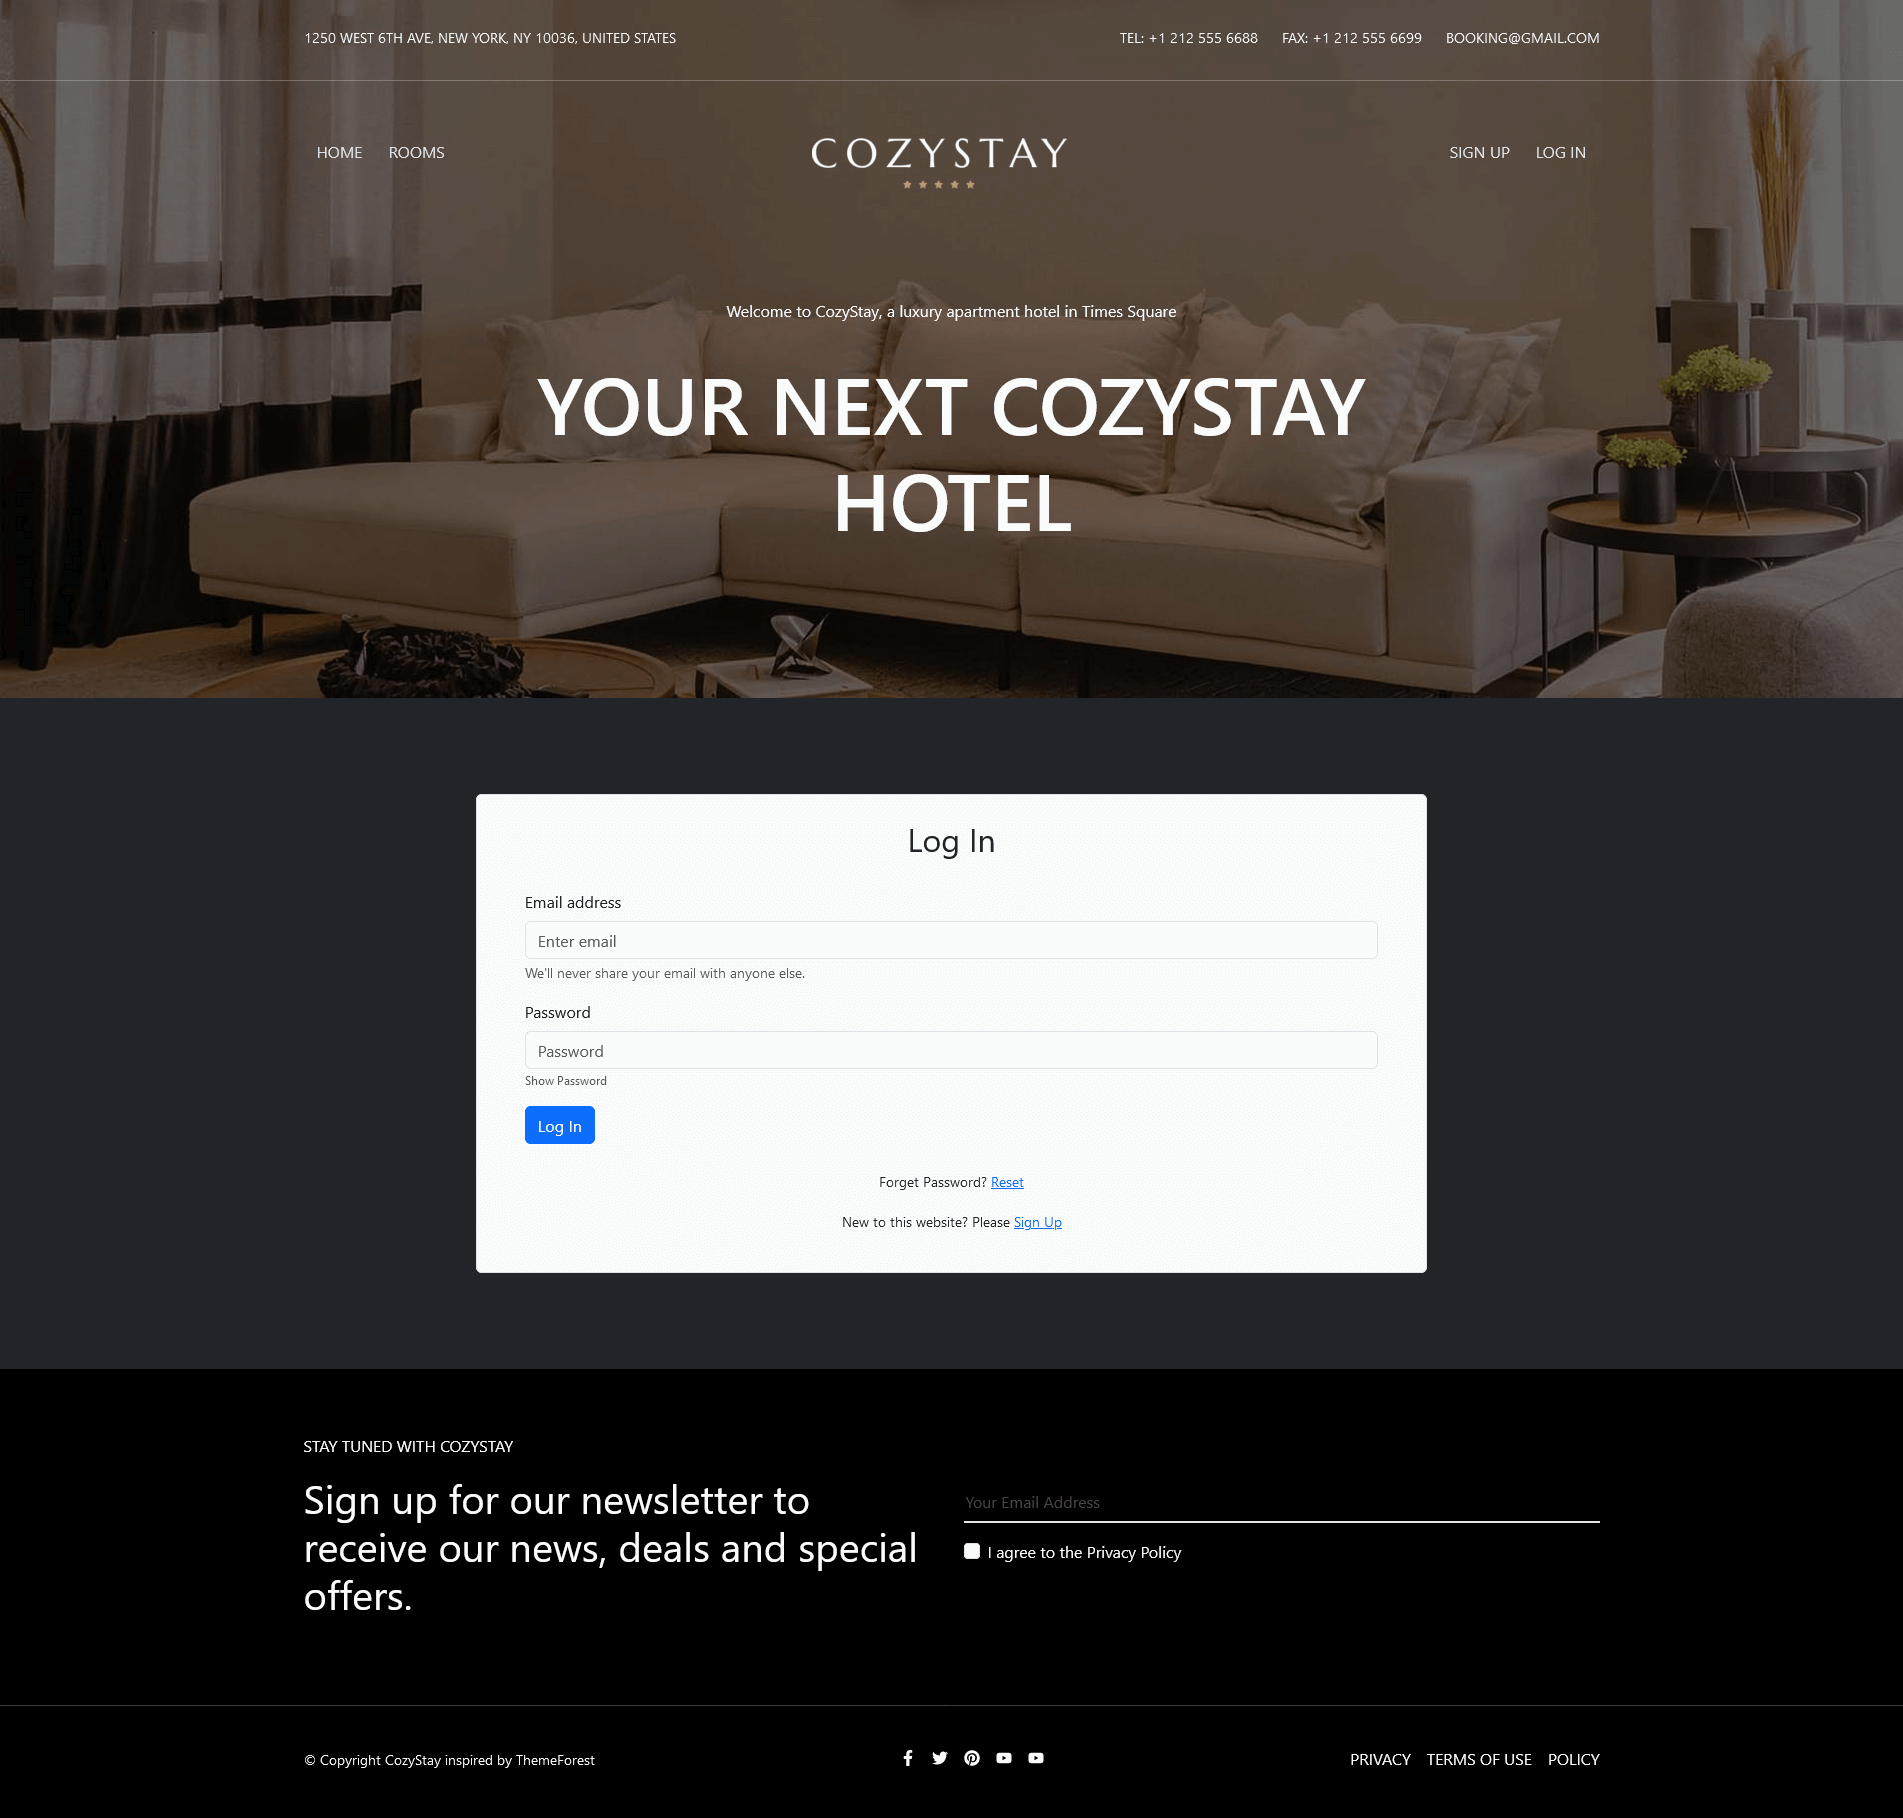 1250 WEST 6TH AVE, NEW YORK, NY 10036, UNITED STATES
TEL: +1 212 555 6688
FAX: +1 212 555 6699
BOOKING@GMAIL.COM
HOME
ROOMS
COZYSTAY
SIGN UP
LOG IN
Welcome to CozyStay, a luxury apartment hotel in Times Square
YOUR NEXT COZYSTAY
HOTEL
Log In
Email address
Enter email
We'll never share your email with anyone else.
Password
Password
Show Password
Log In
Forget Password? Reset
New to this website? Please Sign Up
STAY TUNED WITH COZYSTAY
Sign up for our newsletter to
receive our news, deals and special
offers.
Your Email Address
I agree to the Privacy Policy
© Copyright CozyStay inspired by ThemeForest
PRIVACY
TERMS OF USE
POLICY